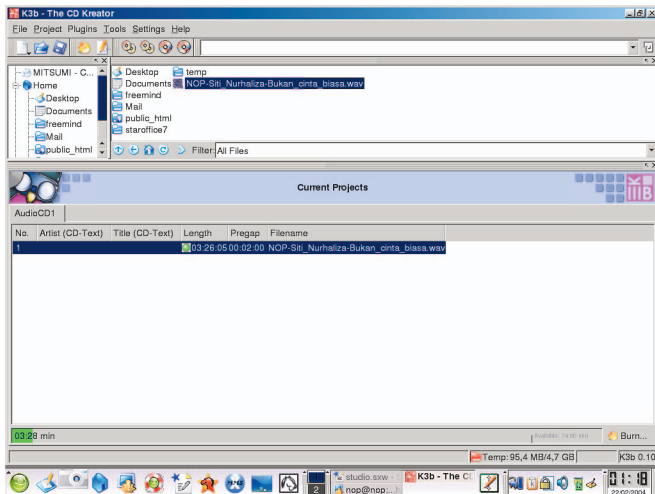 K3b - The CD Kreator
File Project Plugins Tools Settings Help
MITSUMI - C...
Home
Desktop
Documents
freemind
Mail
public_html
Desktop
temp
Documents
NOP-Siti_Nurhaliza-Bukan_cinta_biasa.wav
freemind
Mail
public_html
staroffice7
Filter: All Files
Current Projects
K3B
AudioCD1
No. Artist (CD-Text) Title (CD-Text) Length Pregap Filename
1 03:26:05 00:02:00 NOP-Siti_Nurhaliza-Bukan_cinta_biasa.wav
03:28 min
Burn...
Temp: 95,4 MB/4,7 GB
K3b 0.10
1
2
studio.sxw -
nop@nop:
K3b - The C
01:18
22/02/2004